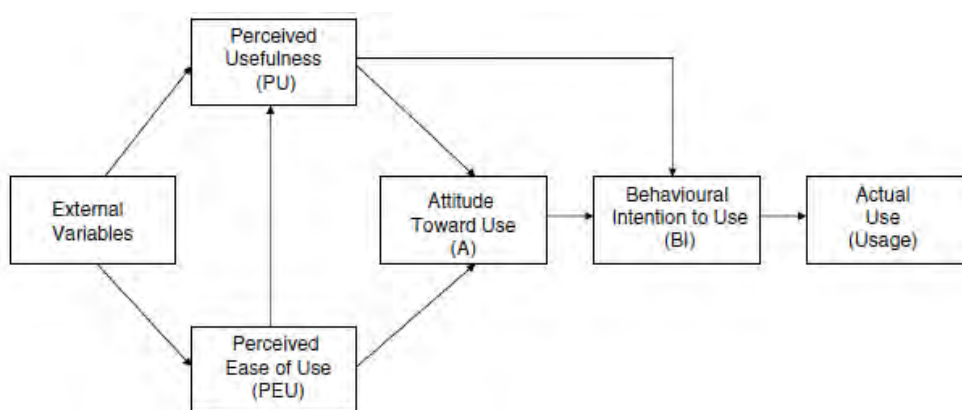 Perceived
Usefulness
(PU)
External
Variables
Attitude
Toward Use
(A)
Behavioural
Intention to Use
(BI)
Actual
Use
(Usage)
Perceived
Ease of Use
(PEU)